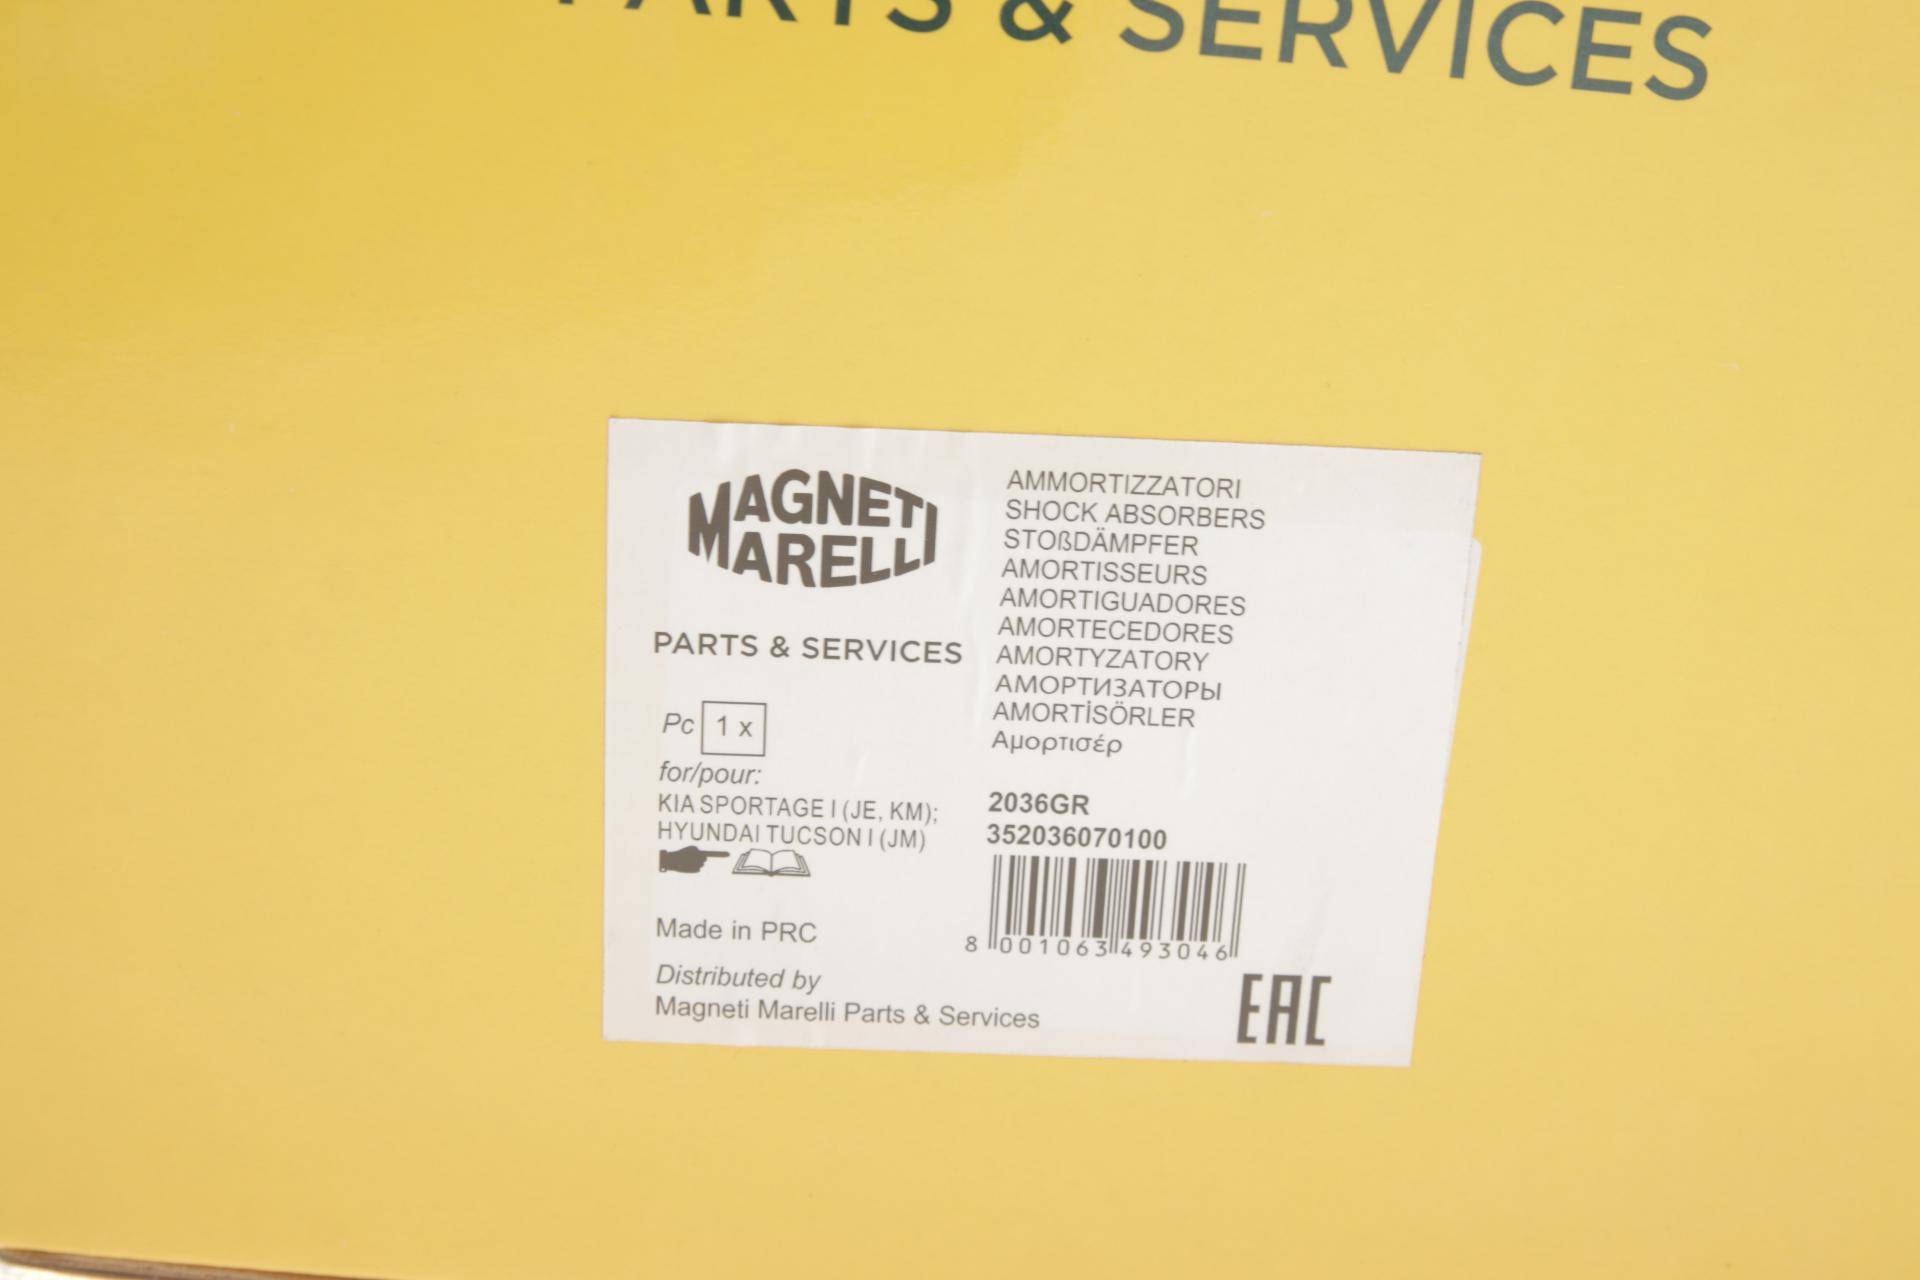 PARTS & SERVICES
MAGNETI
MARELLI
PARTS & SERVICES
Pc 1 x
for/pour:
KIA SPORTAGE I (JE, KM);
HYUNDAI TUCSON I (JM)
Made in PRC
Distributed by
Magneti Marelli Parts & Services
AMMORTIZZATORI
SHOCK ABSORBERS
STOßDÄMPFER
AMORTISSEURS
AMORTIGUADORES
AMORTECEDORES
AMORTYZATORY
АМОРТИЗАТОРЫ
AMORTİSÖRLER
Αμορτισέρ
2036GR
352036070100
8 001063 493046
EAC